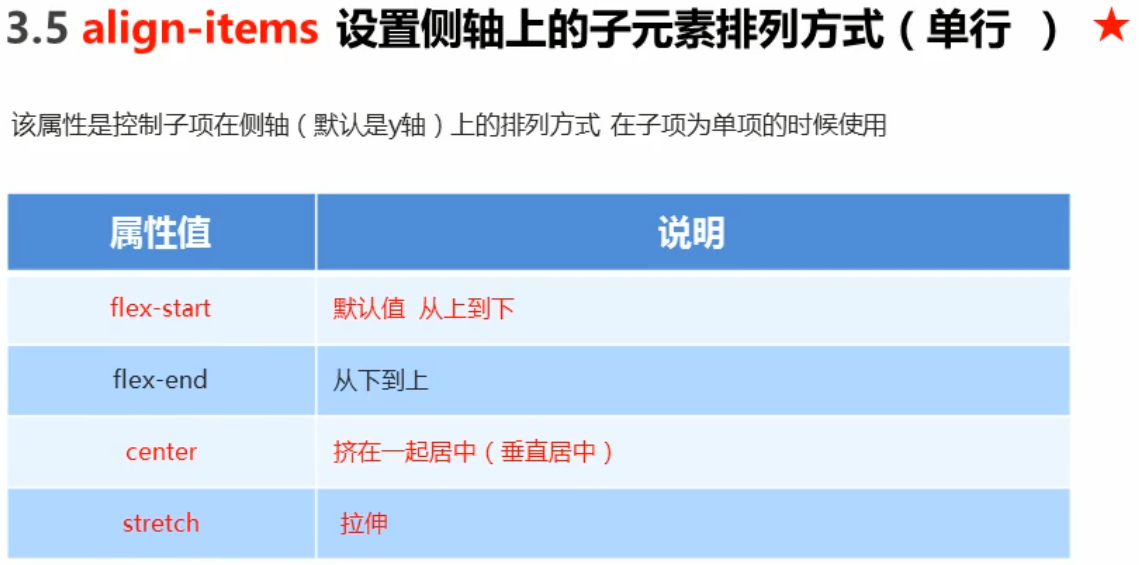 3.5 align-items 设置侧轴上的子元素排列方式（单行 ） ★
该属性是控制子项在侧轴（默认是y轴）上的排列方式 在子项为单项的时候使用
属性值 说明
flex-start 默认值 从上到下
flex-end 从下到上
center 挤在一起居中（垂直居中）
stretch 拉伸